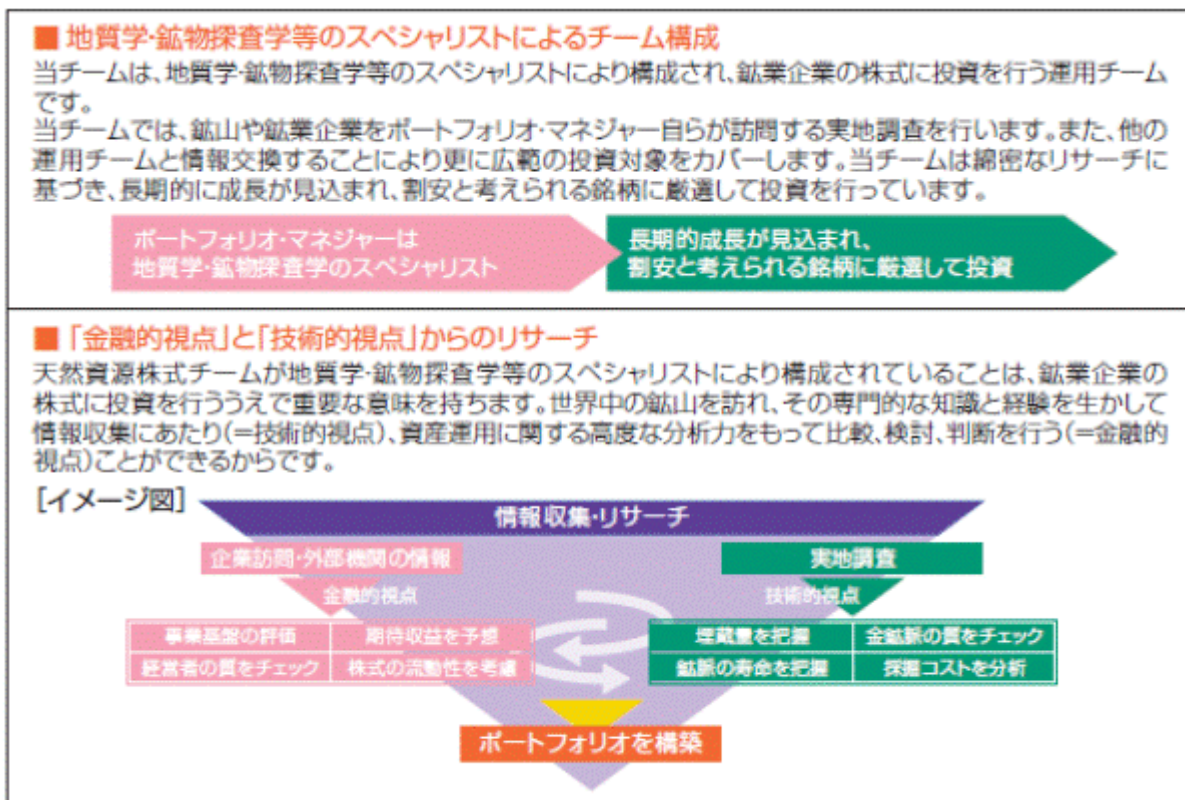 ■ 地質学・鉱物探査学等のスペシャリストによるチーム構成
当チームは、地質学・鉱物探査学等のスペシャリストにより構成され、鉱業企業の株式に投資を行う運用チーム
です。
当チームでは、鉱山や鉱業企業をポートフォリオ・マネジャー自らが訪問する実地調査を行います。また、他の
運用チームと情報交換することにより更に広範の投資対象をカバーします。当チームは綿密なリサーチに
基づき、長期的に成長が見込まれ、割安と考えられる銘柄に厳選して投資を行っています。
ポートフォリオ・マネジャーは
地質学・鉱物探査学のスペシャリスト
長期的成長が見込まれ、
割安と考えられる銘柄に厳選して投資
■ 「金融的視点」と「技術的視点」からのリサーチ
天然資源株式チームが地質学・鉱物探査学等のスペシャリストにより構成されていることは、鉱業企業の
株式に投資を行ううえで重要な意味を持ちます。世界中の鉱山を訪れ、その専門的な知識と経験を生かして
情報収集にあたり(=技術的視点)、資産運用に関する高度な分析力をもって比較、検討、判断を行う(=金融的
視点)ことができるからです。
[イメージ図]
情報収集・リサーチ
企業訪問・外部機関の情報
実地調査
金融的視点
技術的視点
事業基盤の評価
期待収益を予想
経営者の質をチェック
株式の流動性を考慮
埋蔵量を把握
金鉱脈の質をチェック
鉱脈の寿命を把握
採掘コストを分析
ポートフォリオを構築